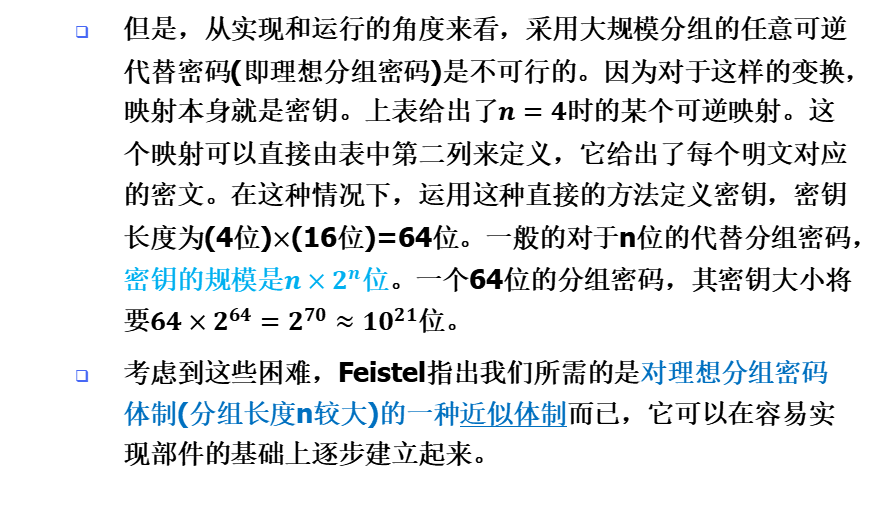 但是，从实现和运行的角度来看，采用大规模分组的任意可逆
代替密码(即理想分组密码)是不可行的。因为对于这样的变换，
映射本身就是密钥。上表给出了n = 4时的某个可逆映射。这
个映射可以直接由表中第二列来定义，它给出了每个明文对应
的密文。在这种情况下，运用这种直接的方法定义密钥，密钥
长度为(4位)×(16位)=64位。一般的对于n位的代替分组密码，
密钥的规模是n × 2ⁿ位。一个64位的分组密码，其密钥大小将
要64 × 2⁶⁴ = 2⁷⁰ ≈ 10²¹位。
考虑到这些困难，Feistel指出我们所需的是对理想分组密码
体制(分组长度n较大)的一种近似体制而已，它可以在容易实
现部件的基础上逐步建立起来。